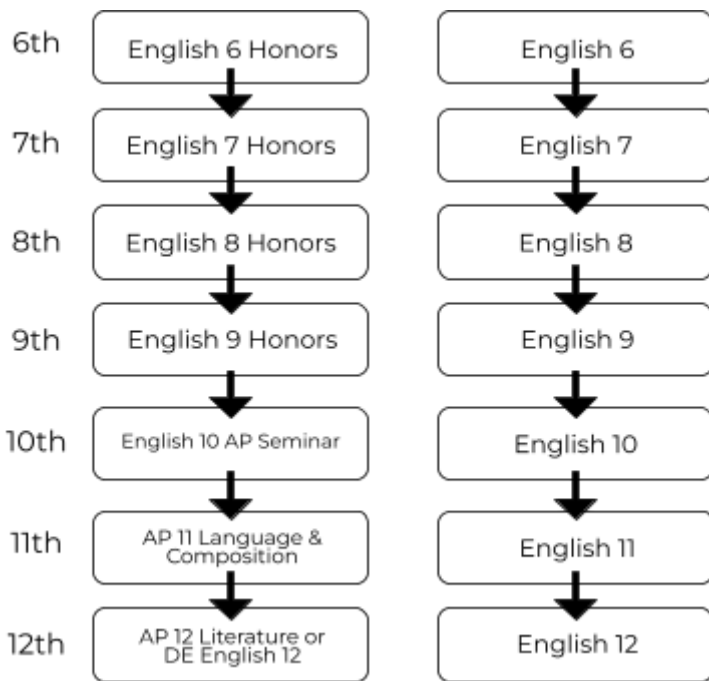 6th
English 6 Honors
English 6
7th
English 7 Honors
English 7
8th
English 8 Honors
English 8
9th
English 9 Honors
English 9
10th
English 10 AP Seminar
English 10
11th
AP 11 Language &
Composition
English 11
12th
AP 12 Literature or
DE English 12
English 12